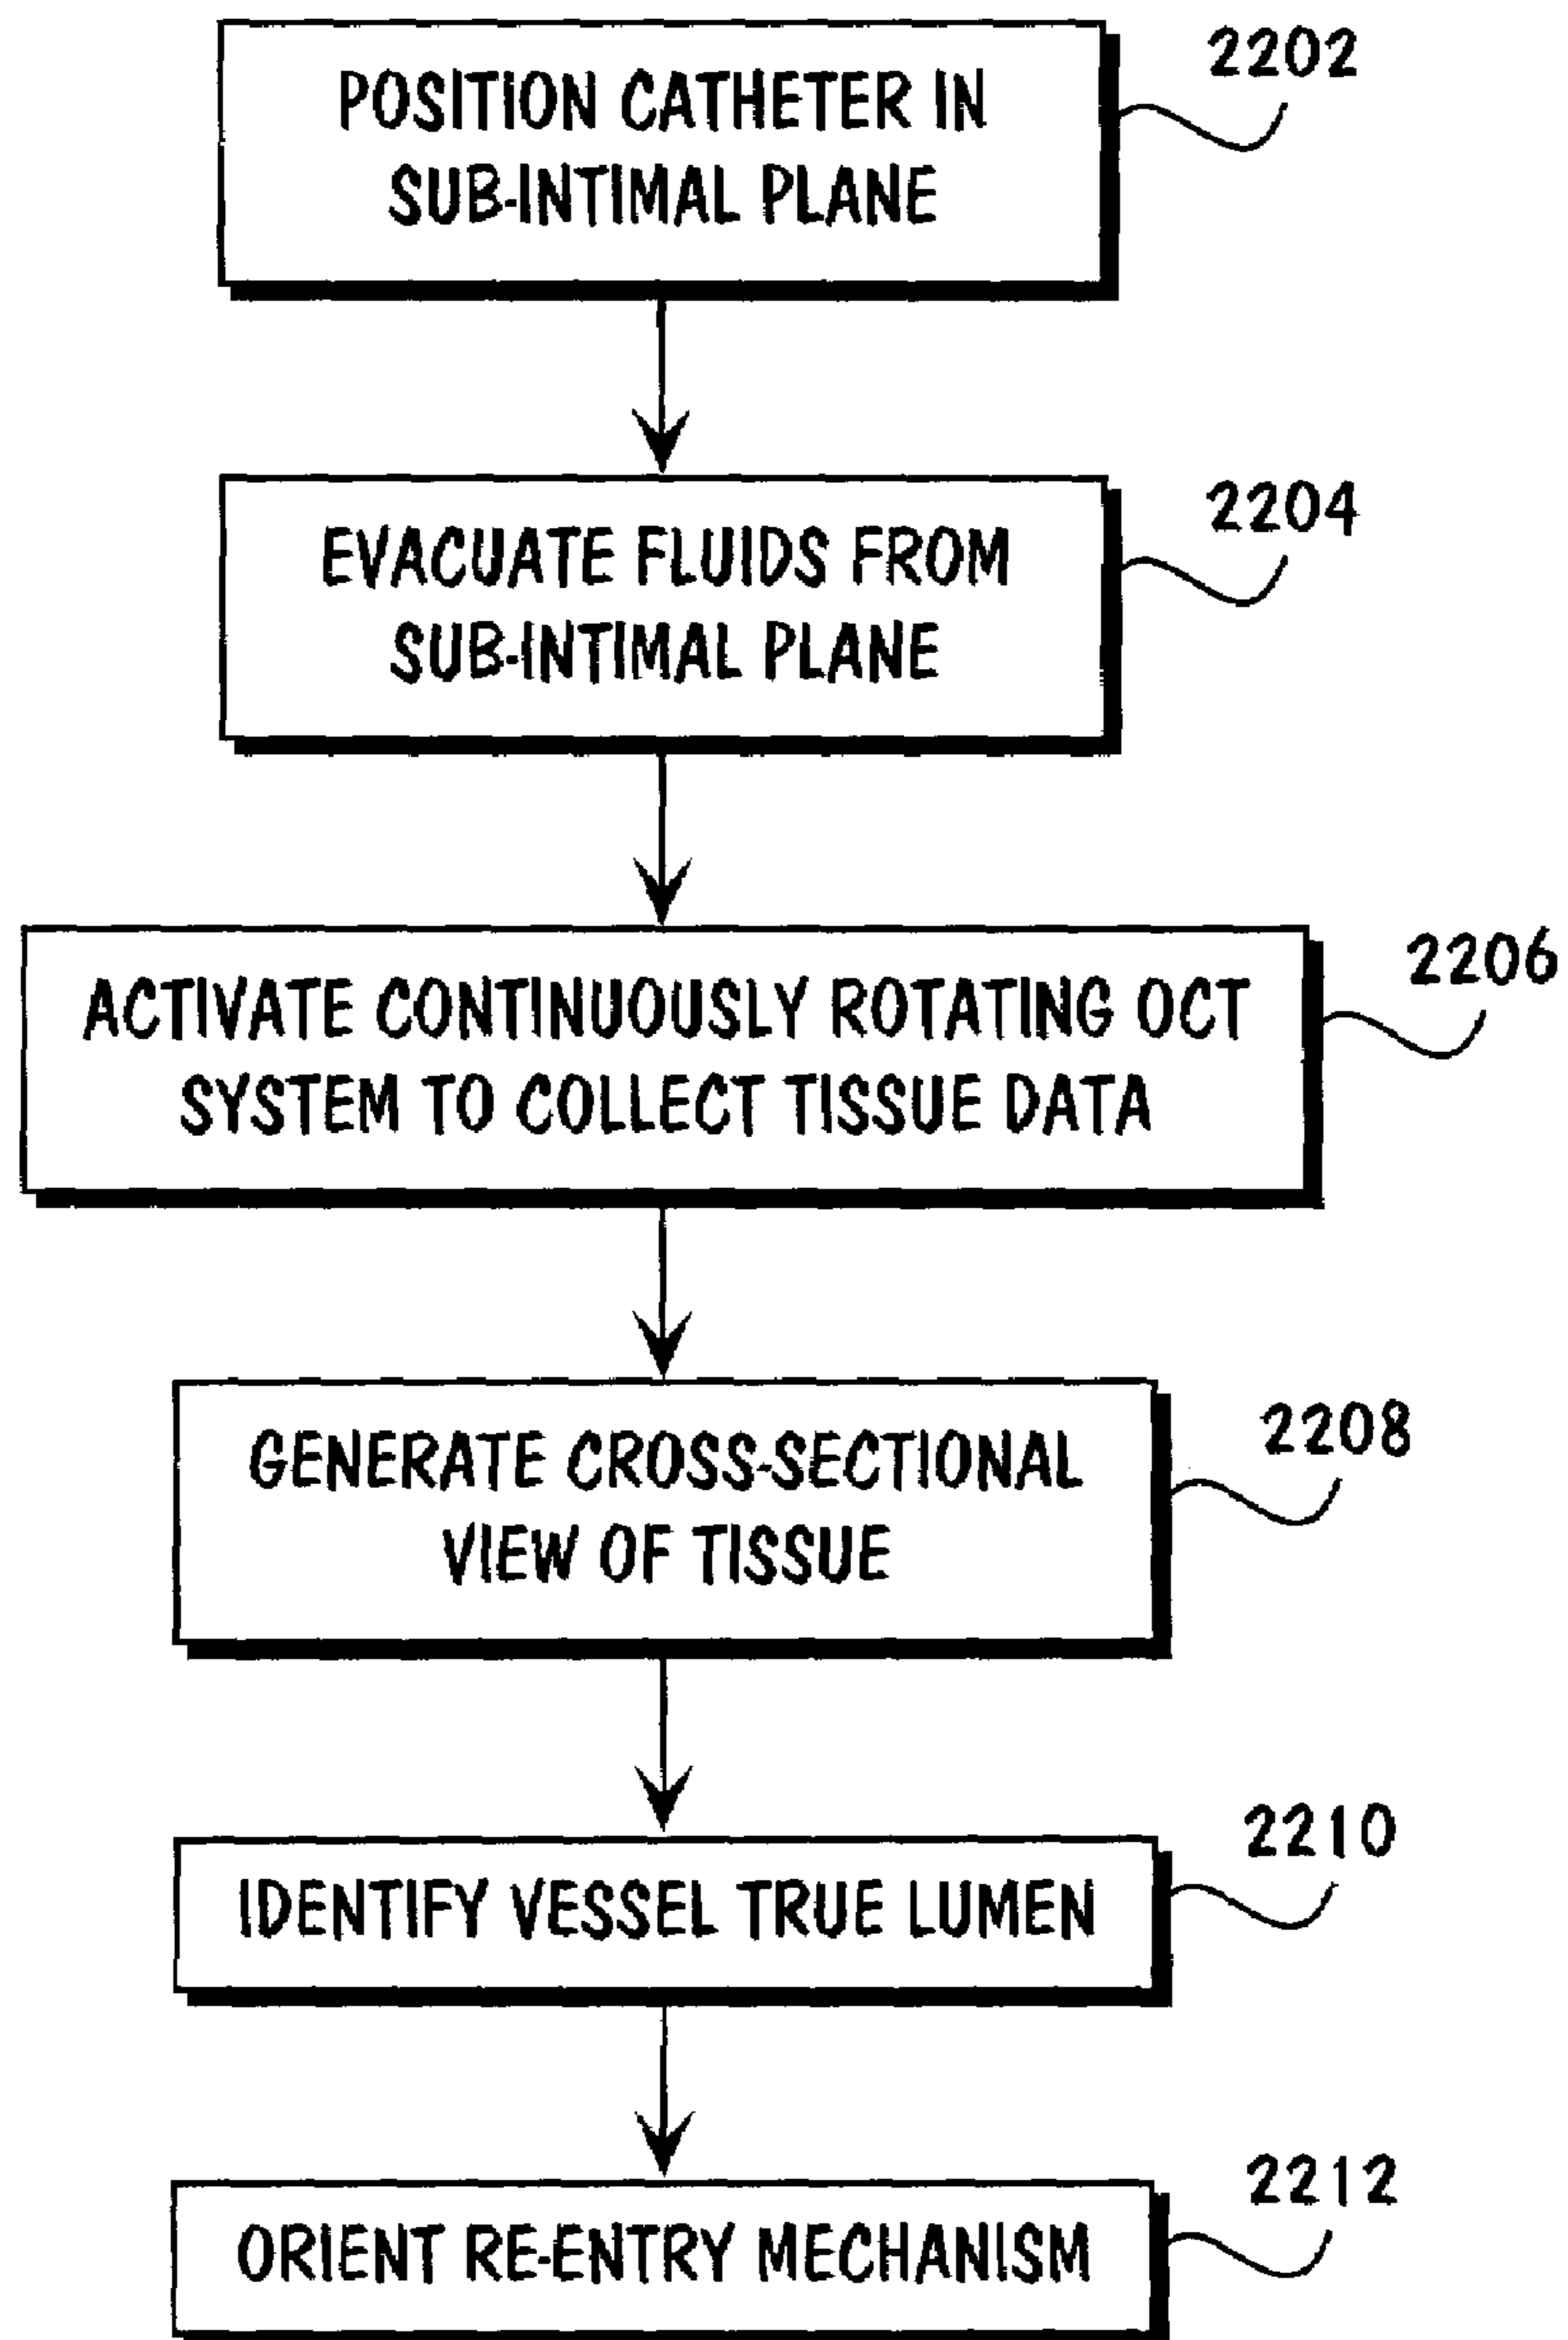 2202
POSITION CATHETER IN
SUB-INTIMAL PLANE
2204
EVACUATE FLUIDS FROM
SUB-INTIMAL PLANE
2206
ACTIVATE CONTINUOUSLY ROTATING OCT
SYSTEM TO COLLECT TISSUE DATA
2208
GENERATE CROSS-SECTIONAL
VIEW OF TISSUE
2210
IDENTIFY VESSEL TRUE LUMEN
2212
ORIENT RE-ENTRY MECHANISM